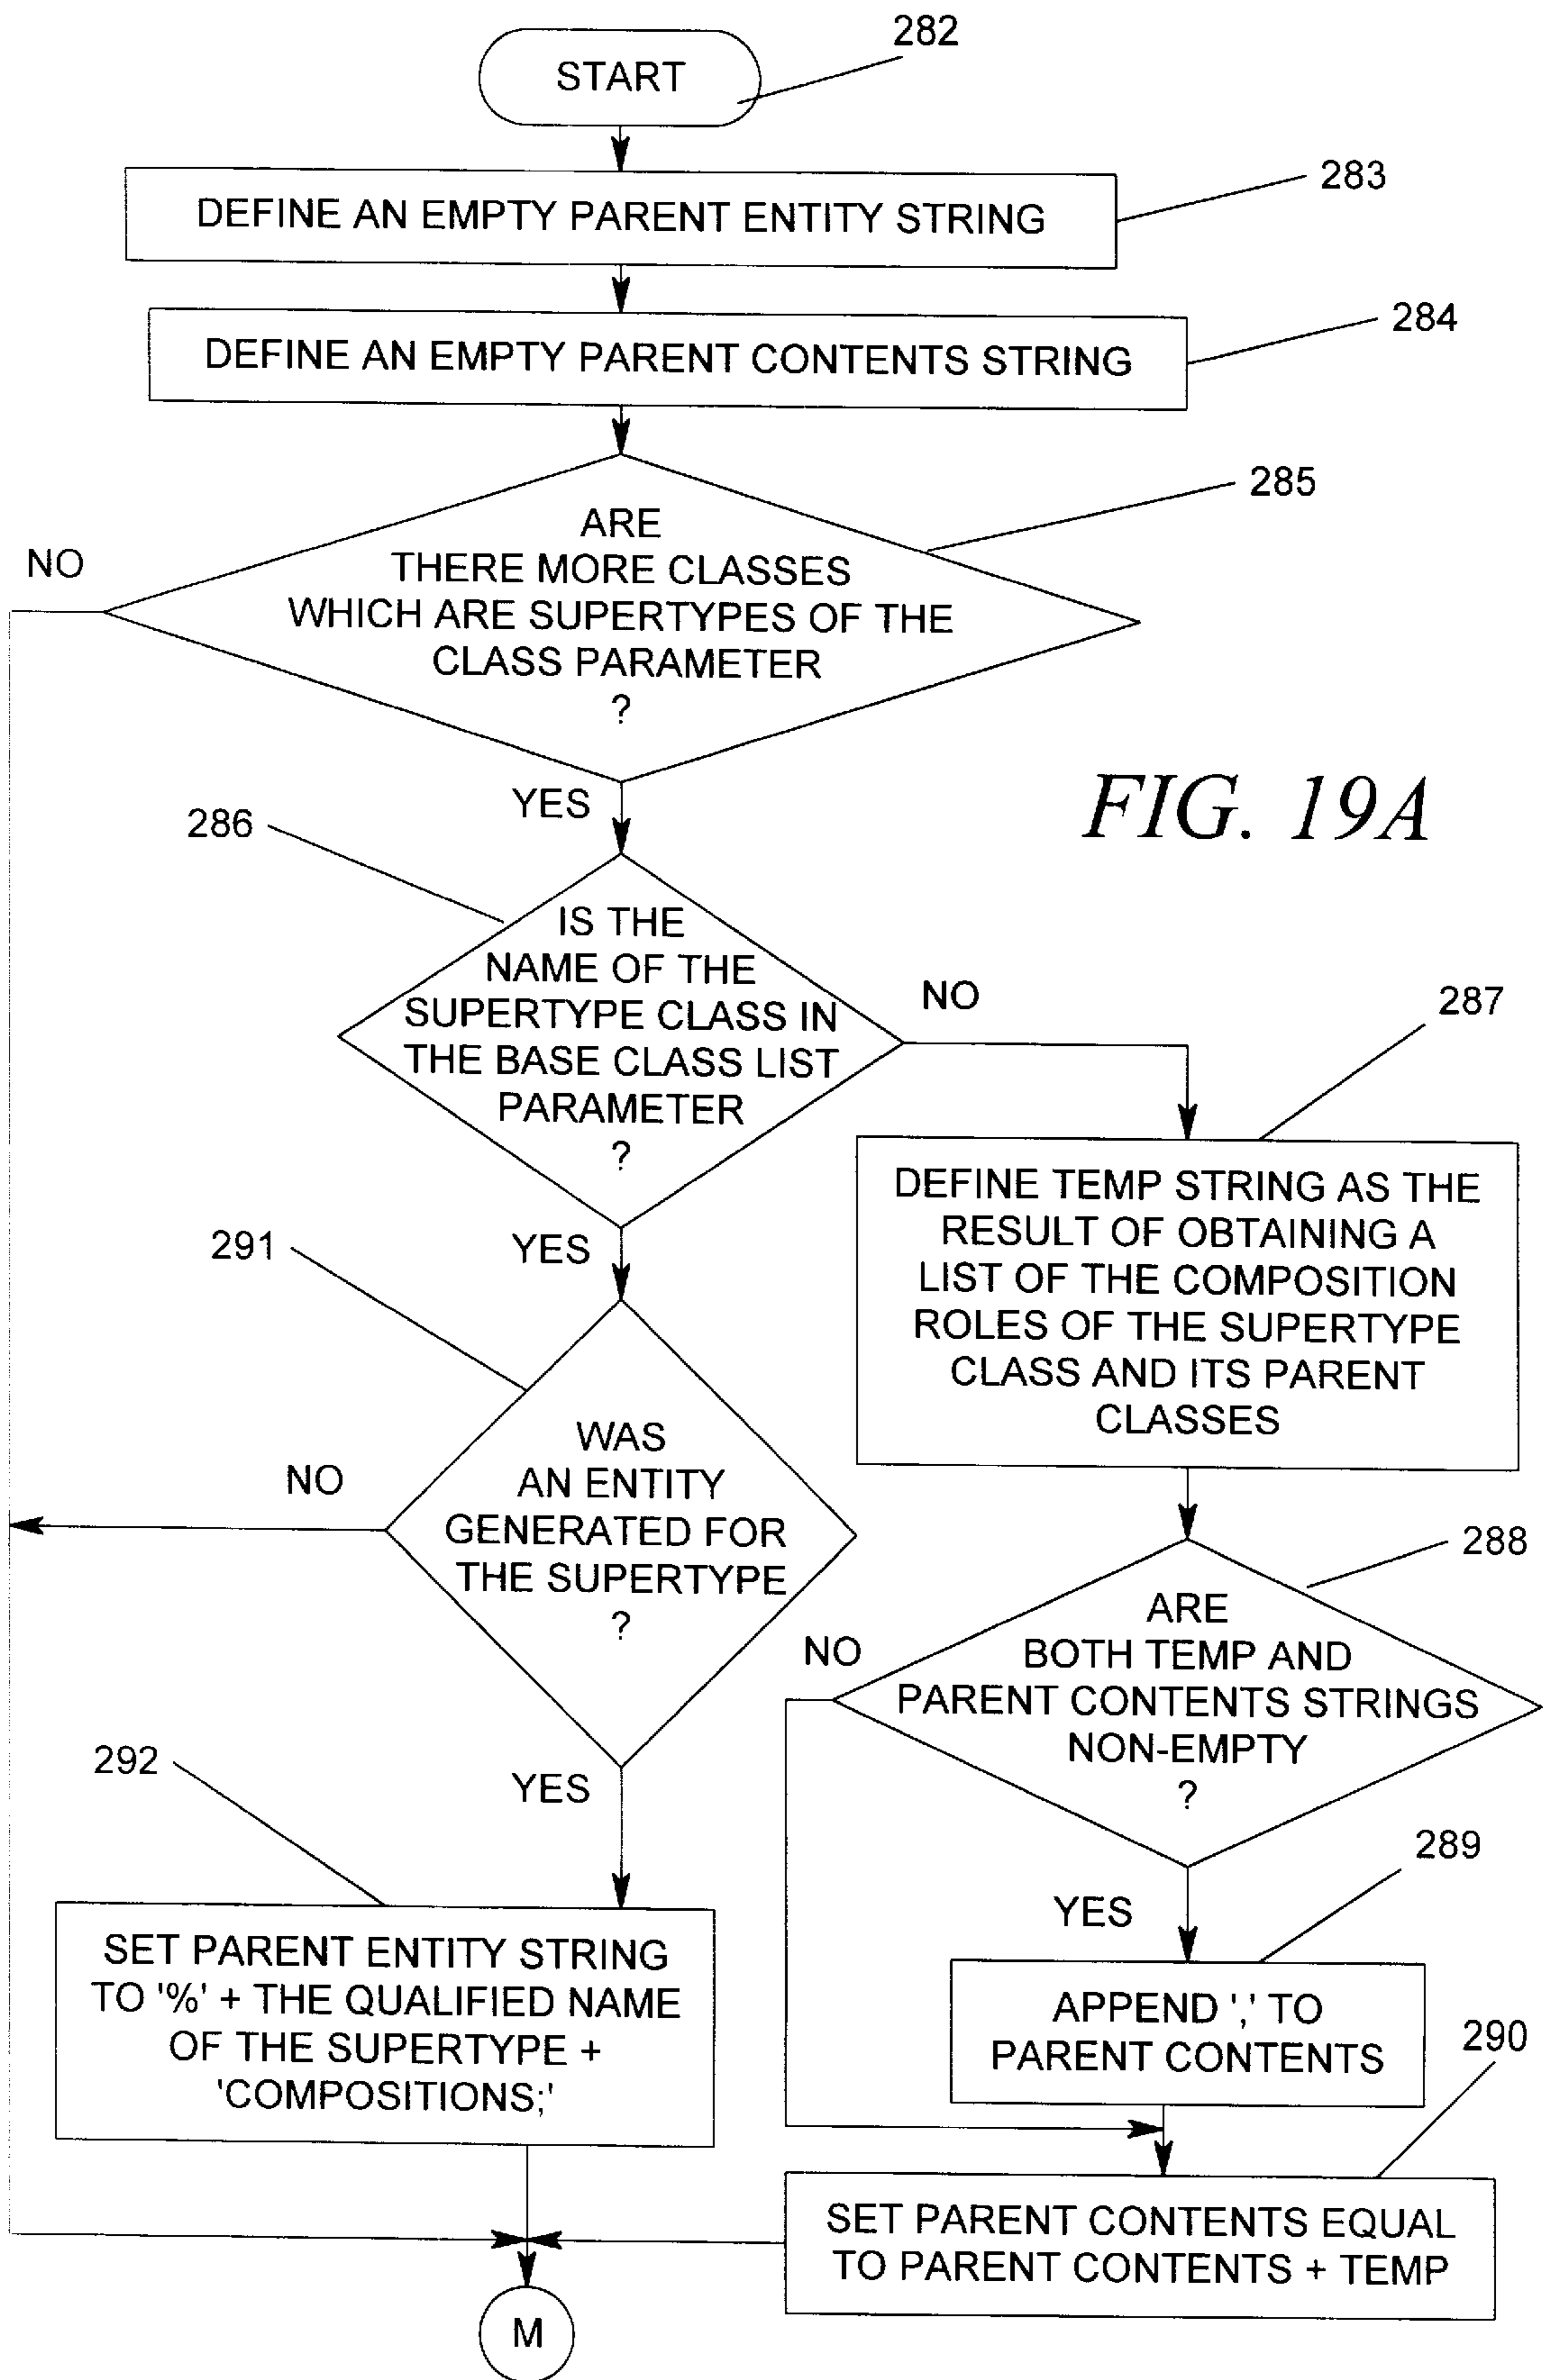 282
START
283
DEFINE AN EMPTY PARENT ENTITY STRING
284
DEFINE AN EMPTY PARENT CONTENTS STRING
285
NO
ARE
THERE MORE CLASSES
WHICH ARE SUPERTYPES OF THE
CLASS PARAMETER
?
FIG. 19A
YES
286
IS THE
NAME OF THE
SUPERTYPE CLASS IN
THE BASE CLASS LIST
PARAMETER
?
NO
287
DEFINE TEMP STRING AS THE
RESULT OF OBTAINING A
LIST OF THE COMPOSITION
ROLES OF THE SUPERTYPE
CLASS AND ITS PARENT
CLASSES
YES
291
WAS
AN ENTITY
GENERATED FOR
THE SUPERTYPE
?
NO
288
ARE
BOTH TEMP AND
PARENT CONTENTS STRINGS
NON-EMPTY
?
NO
YES
292
SET PARENT ENTITY STRING
TO '%' + THE QUALIFIED NAME
OF THE SUPERTYPE +
'COMPOSITIONS;'
YES
289
APPEND ',' TO
PARENT CONTENTS
290
SET PARENT CONTENTS EQUAL
TO PARENT CONTENTS + TEMP
M